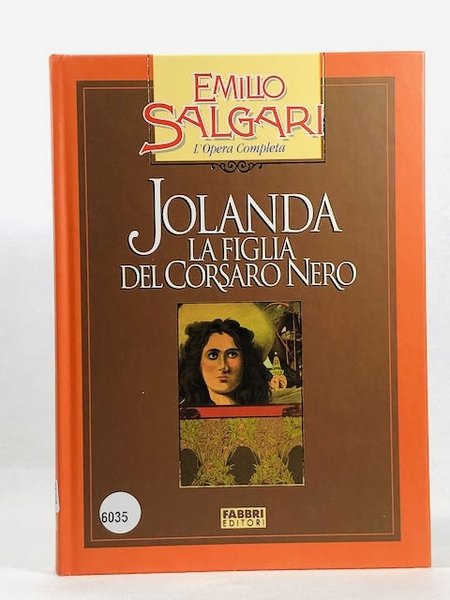 EMILIO
SALGARI
L'Opera Completa
JOLANDA
LA FIGLIA
DEL CORSARO NERO
6035
FABBRI
EDITORI